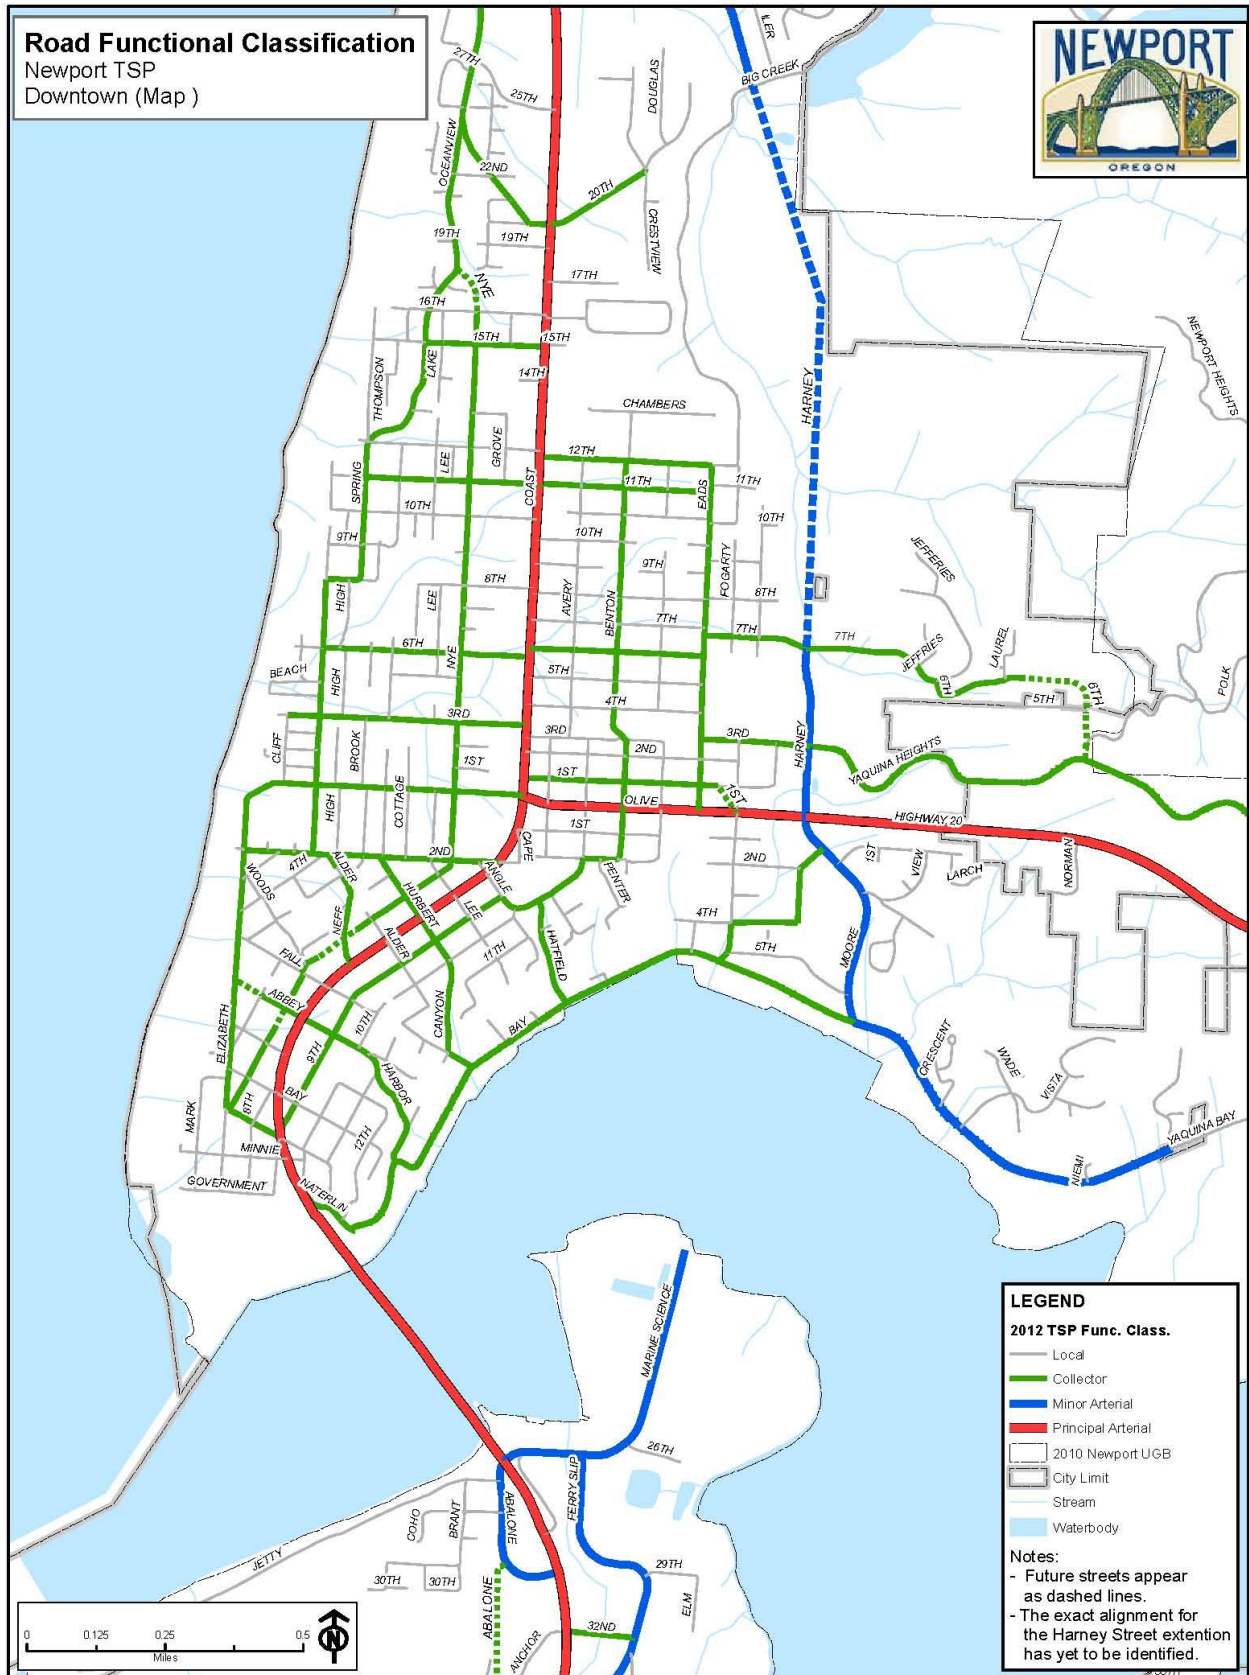 Road Functional Classification
Newport TSP
Downtown (Map )
NEWPORT
OREGON
27TH
25TH
DOUGLAS
ILER
BIG CREEK
OCEANVIEW
22ND
20TH
CRESTVIEW
19TH
19TH
NYE
17TH
16TH
15TH
15TH
NEWPORT HEIGHTS
LAKE
THOMPSON
14TH
HARNEY
CHAMBERS
GROVE
12TH
LEE
COAST
11TH
11TH
SPRING
EADS
10TH
10TH
9TH
10TH
JEFFERIES
9TH
FOGARTY
8TH
HIGH
LEE
AVERY
BENTON
8TH
7TH
7TH
7TH
6TH
NYE
JEFFRIES
LAUREL
BEACH
HIGH
5TH
6TH
5TH
6TH
POLK
4TH
3RD
3RD
3RD
CLIFF
BROOK
2ND
HARNEY
YAQUINA HEIGHTS
1ST
1ST
1ST
HIGH
COTTAGE
OLIVE
HIGHWAY 20
1ST
CAPE
2ND
2ND
1ST
VIEW
LARCH
NORMAN
WOODS
4TH
ALDER
ANGLE
FENTER
HURBERT
LEE
NEFF
ALDER
4TH
5TH
MOORE
FALL
11TH
HATFIELD
ABBEY
CANYON
BAY
ELIZABETH
10TH
9TH
HARBOR
CRESCENT
WADE
VISTA
MARK
8TH
BAY
12TH
YAQUINA BAY
MINNIE
NIEMI
GOVERNMENT
NATERLIN
MARINE SCIENCE
26TH
FERRY SLIP
ABALONE
COHO
BRANT
JETTY
30TH
30TH
29TH
ELM
ABALONE
32ND
ANCHOR
0
0.125
0.25
0.5
Miles
N
LEGEND
2012 TSP Func. Class.
Local
Collector
Minor Arterial
Principal Arterial
2010 Newport UGB
City Limit
Stream
Waterbody
Notes:
- Future streets appear
as dashed lines.
- The exact alignment for
the Harney Street extention
has yet to be identified.